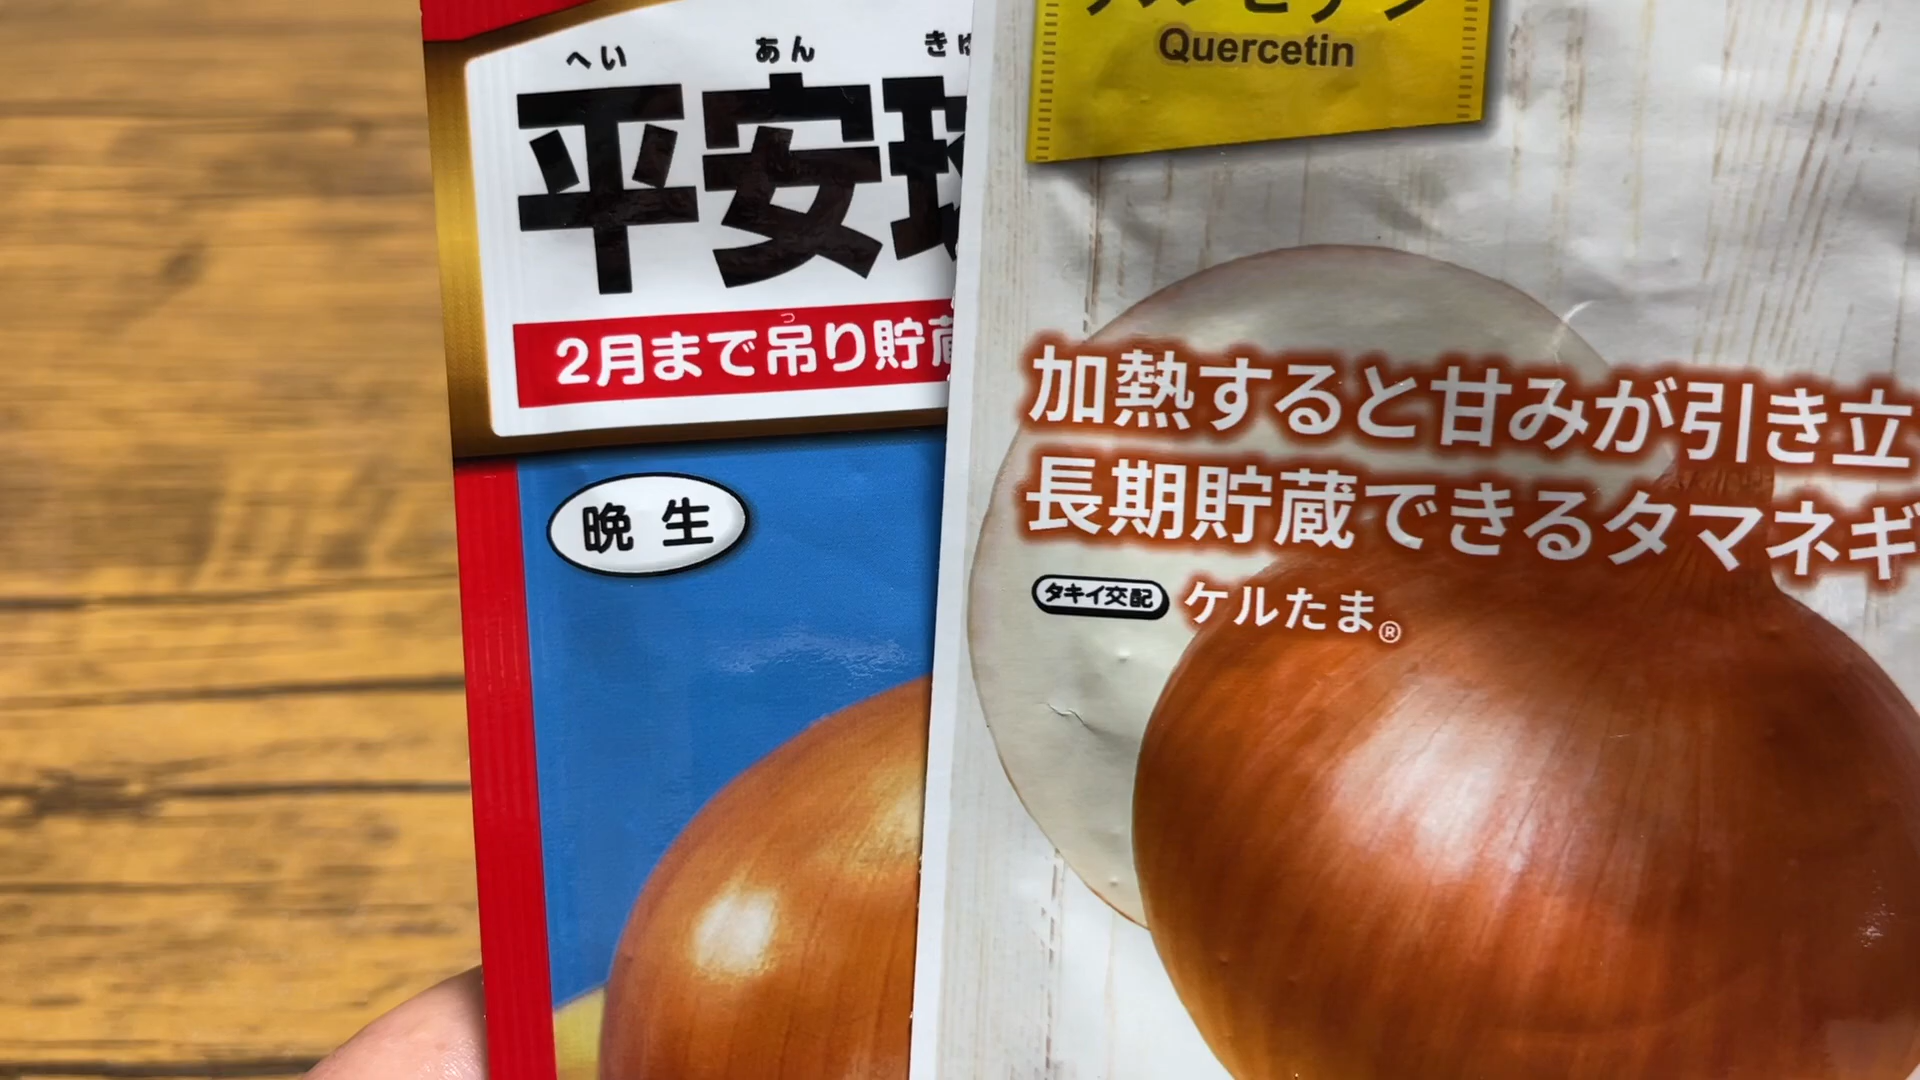 へい あん
平安
2月まで吊り貯蔵
つ
晩生
Quercetin
加熱すると甘みが引き立
長期貯蔵できるタマネギ
タキイ交配 ケルたま®